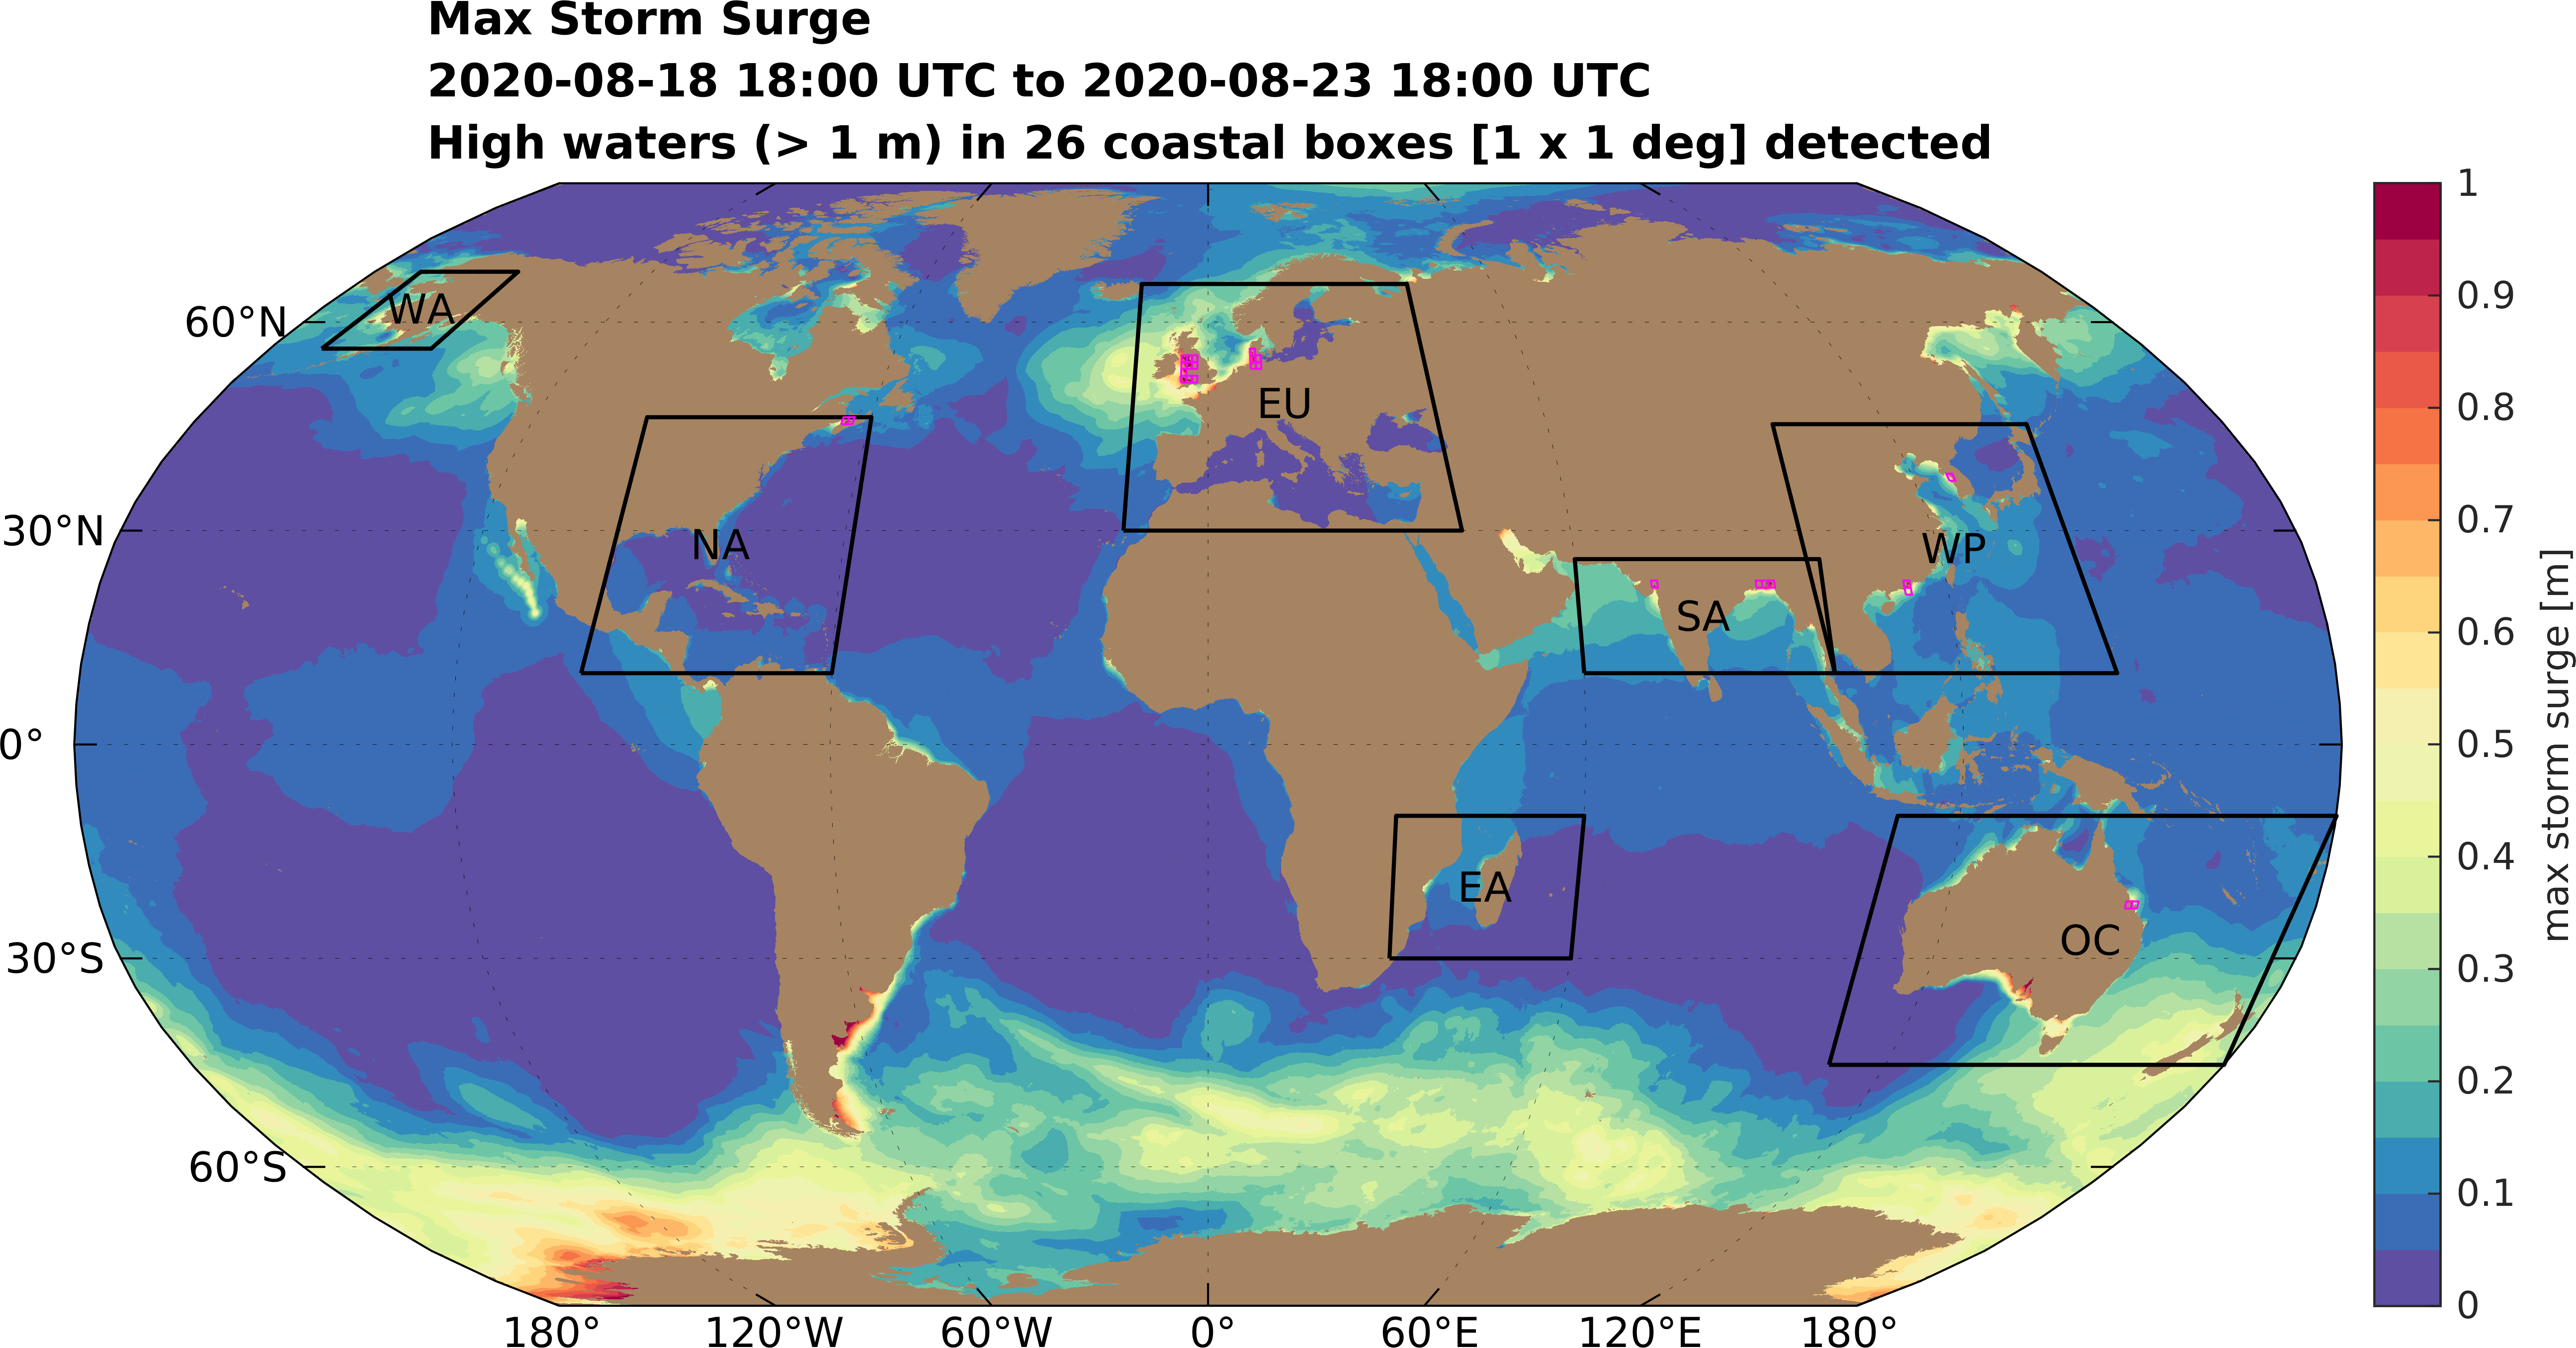 Max Storm Surge
2020-08-18 18:00 UTC to 2020-08-23 18:00 UTC
High waters (> 1 m) in 26 coastal boxes [1 x 1 deg] detected
60°N
30°N
0°
30°S
60°S
180°
120°W
60°W
0°
60°E
120°E
180°
WA
NA
EU
SA
WP
EA
OC
1
0.9
0.8
0.7
0.6
0.5
0.4
0.3
0.2
0.1
0
max storm surge [m]